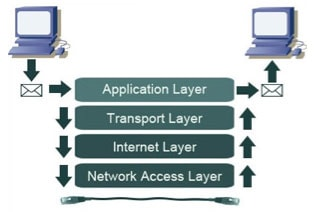 Application Layer
Transport Layer
Internet Layer
Network Access Layer